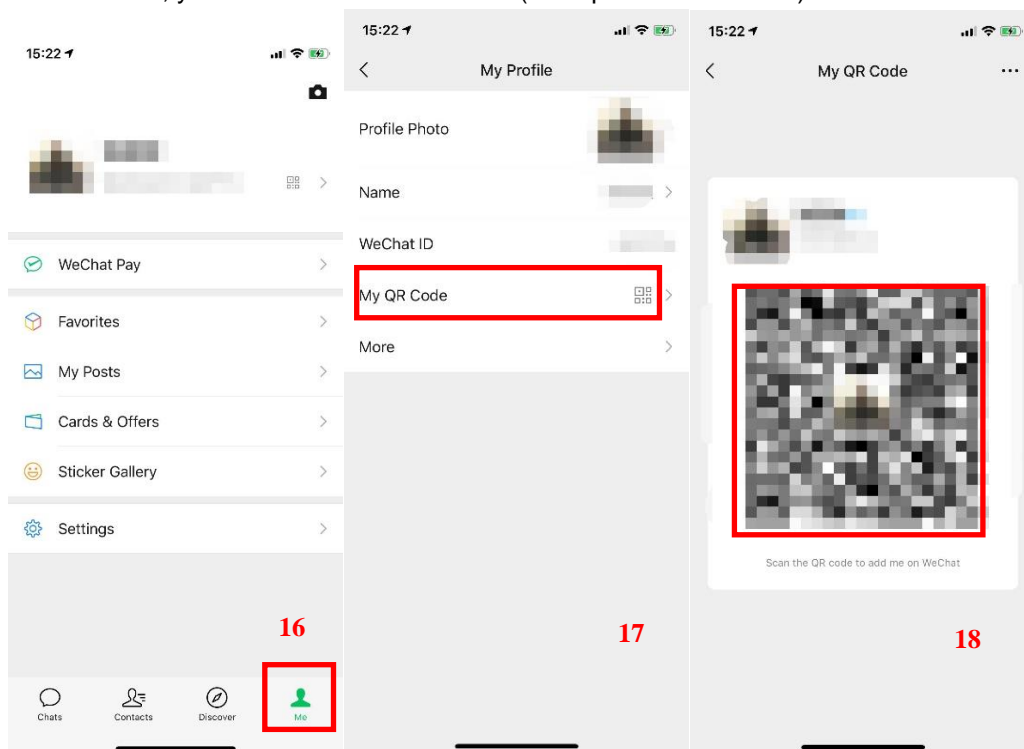 15:22
WeChat Pay
Favorites
My Posts
Cards & Offers
Sticker Gallery
Settings
16
Chats
Contacts
Discover
Me
15:22
My Profile
Profile Photo
Name
WeChat ID
My QR Code
More
17
15:22
My QR Code
Scan the QR code to add me on WeChat
18